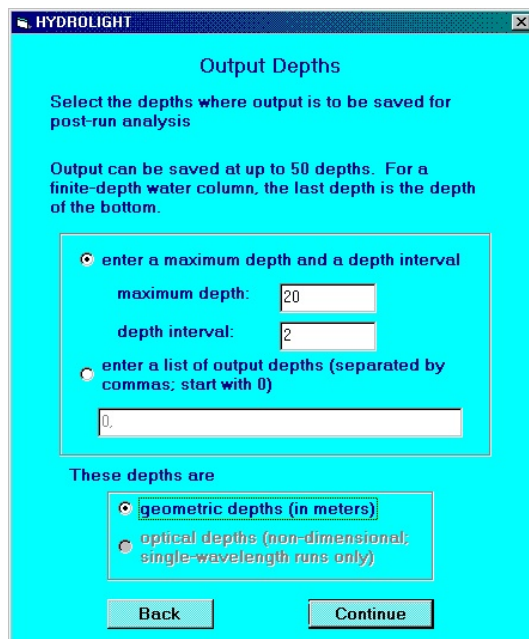 HYDROLIGHT
Output Depths
Select the depths where output is to be saved for
post-run analysis
Output can be saved at up to 50 depths. For a
finite-depth water column, the last depth is the depth
of the bottom.
enter a maximum depth and a depth interval
maximum depth: 20
depth interval: 2
enter a list of output depths (separated by
commas; start with 0)
0,
These depths are
geometric depths (in meters)
optical depths (non-dimensional;
single-wavelength runs only)
Back Continue